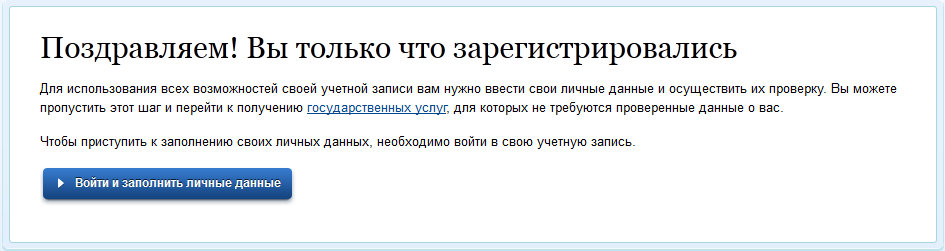 Поздравляем! Вы только что зарегистрировались
Для использования всех возможностей своей учетной записи вам нужно ввести свои личные данные и осуществить их проверку. Вы можете
пропустить этот шаг и перейти к получению государственных услуг, для которых не требуются проверенные данные о вас.
Чтобы приступить к заполнению своих личных данных, необходимо войти в свою учетную запись.
Войти и заполнить личные данные